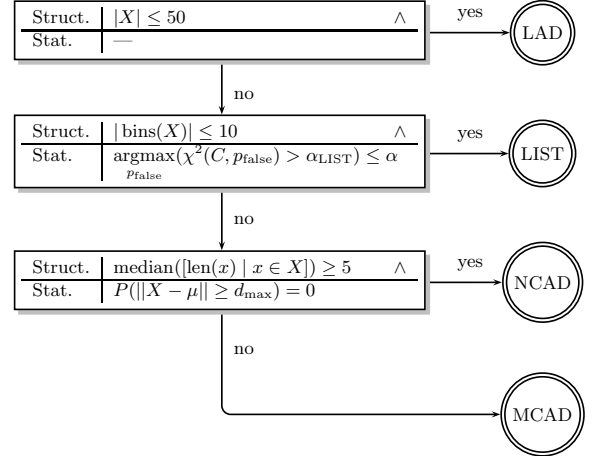 Struct. |X| ≤ 50 ∧ yes LAD
Stat. —
no
Struct. | bins(X)| ≤ 10 ∧ yes LIST
Stat. argmax(χ²(C, p_false) > α_LIST) ≤ α
p_false
no
Struct. median([len(x) | x ∈ X]) ≥ 5 ∧ yes NCAD
Stat. P(||X − μ|| ≥ d_max) = 0
no
MCAD